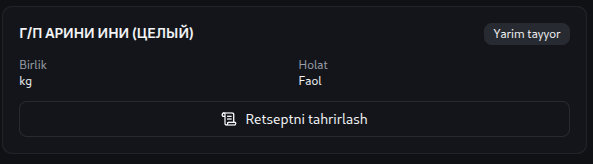 Г/П АРИНИ ИНИ (ЦЕЛЫЙ)
Yarim tayyor
Birlik
Holat
kg
Faol
Retseptni tahrirlash